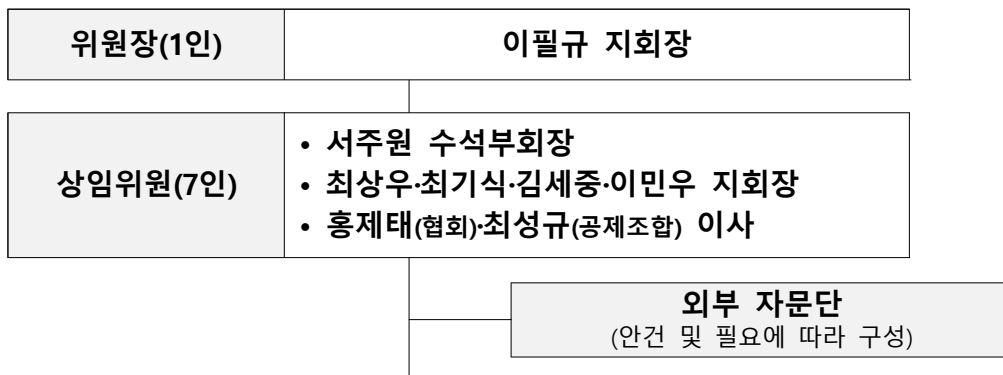 위원장(1인)
이필규 지회장
상임위원(7인)
• 서주원 수석부회장
• 최상우·최기식·김세중·이민우 지회장
• 홍제태(협회)·최성규(공제조합) 이사
외부 자문단
(안건 및 필요에 따라 구성)